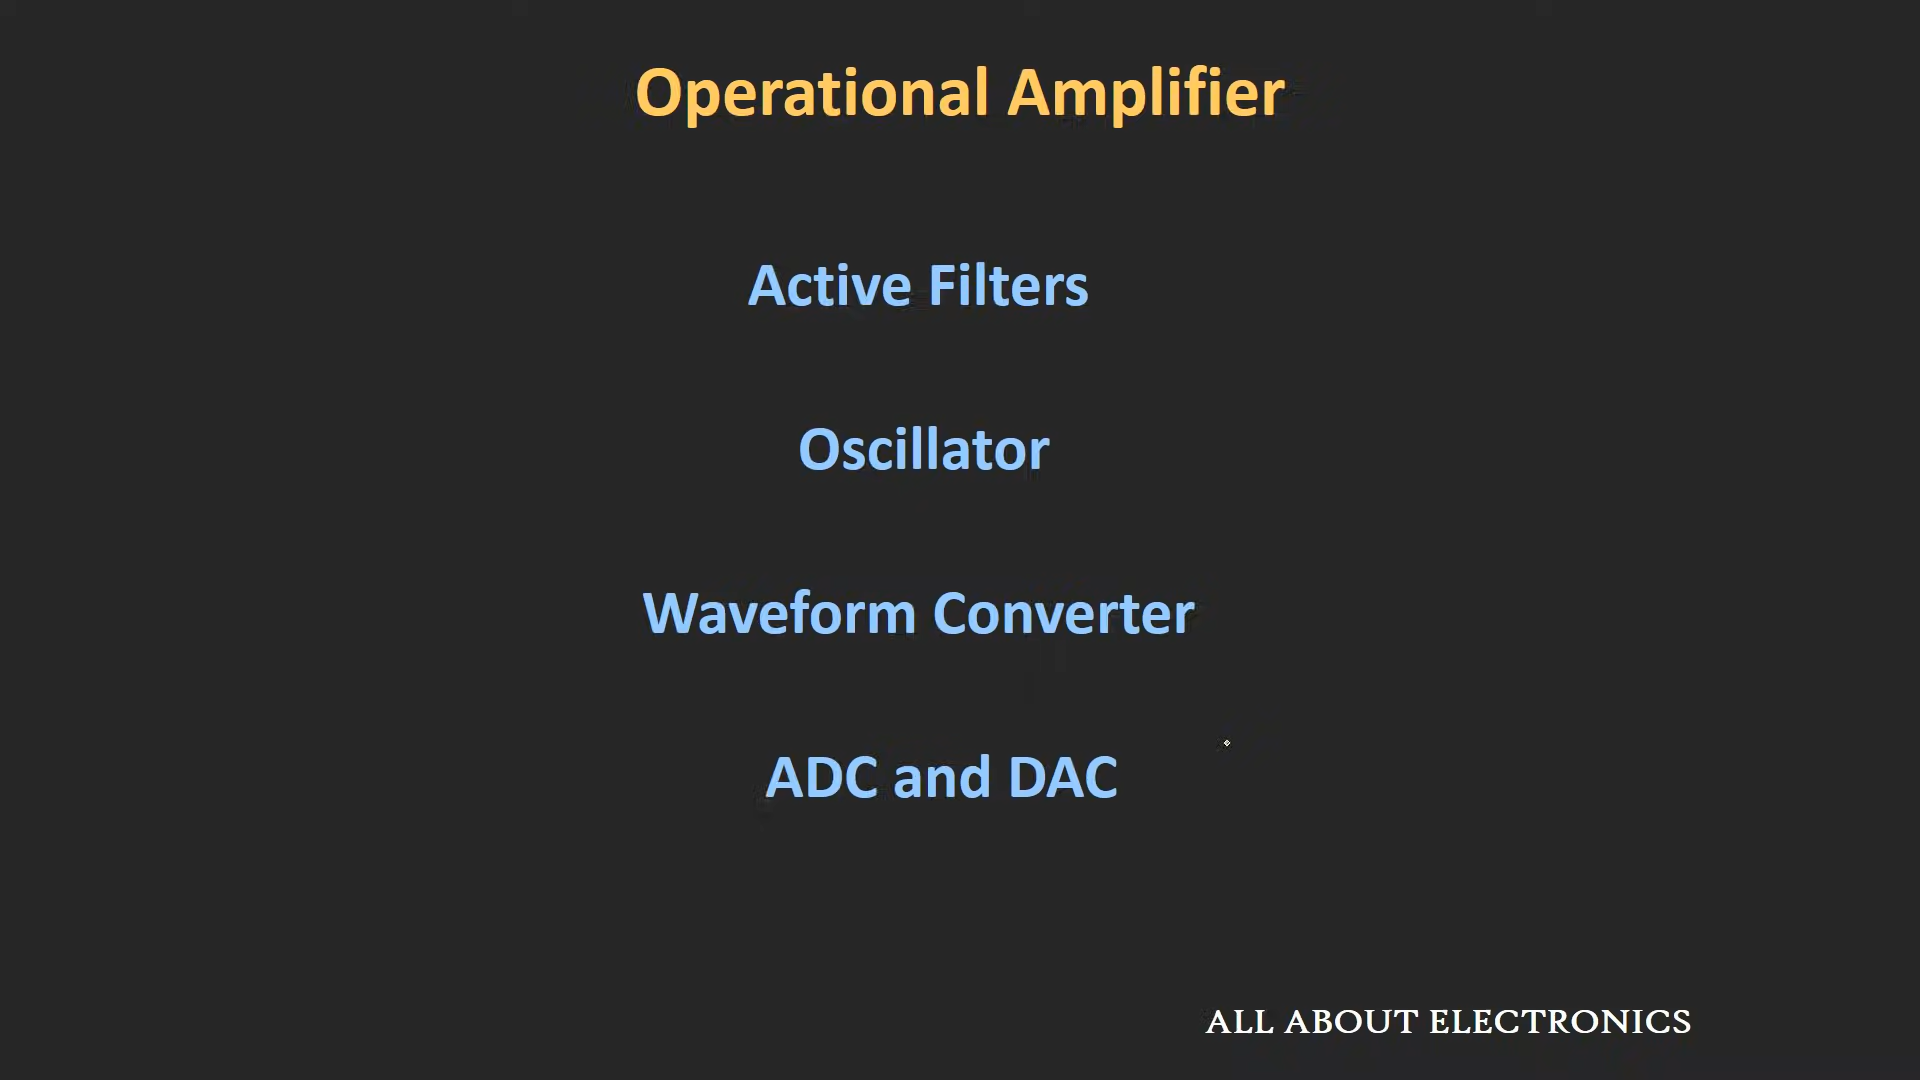 Operational Amplifier
Active Filters
Oscillator
Waveform Converter
ADC and DAC
ALL ABOUT ELECTRONICS